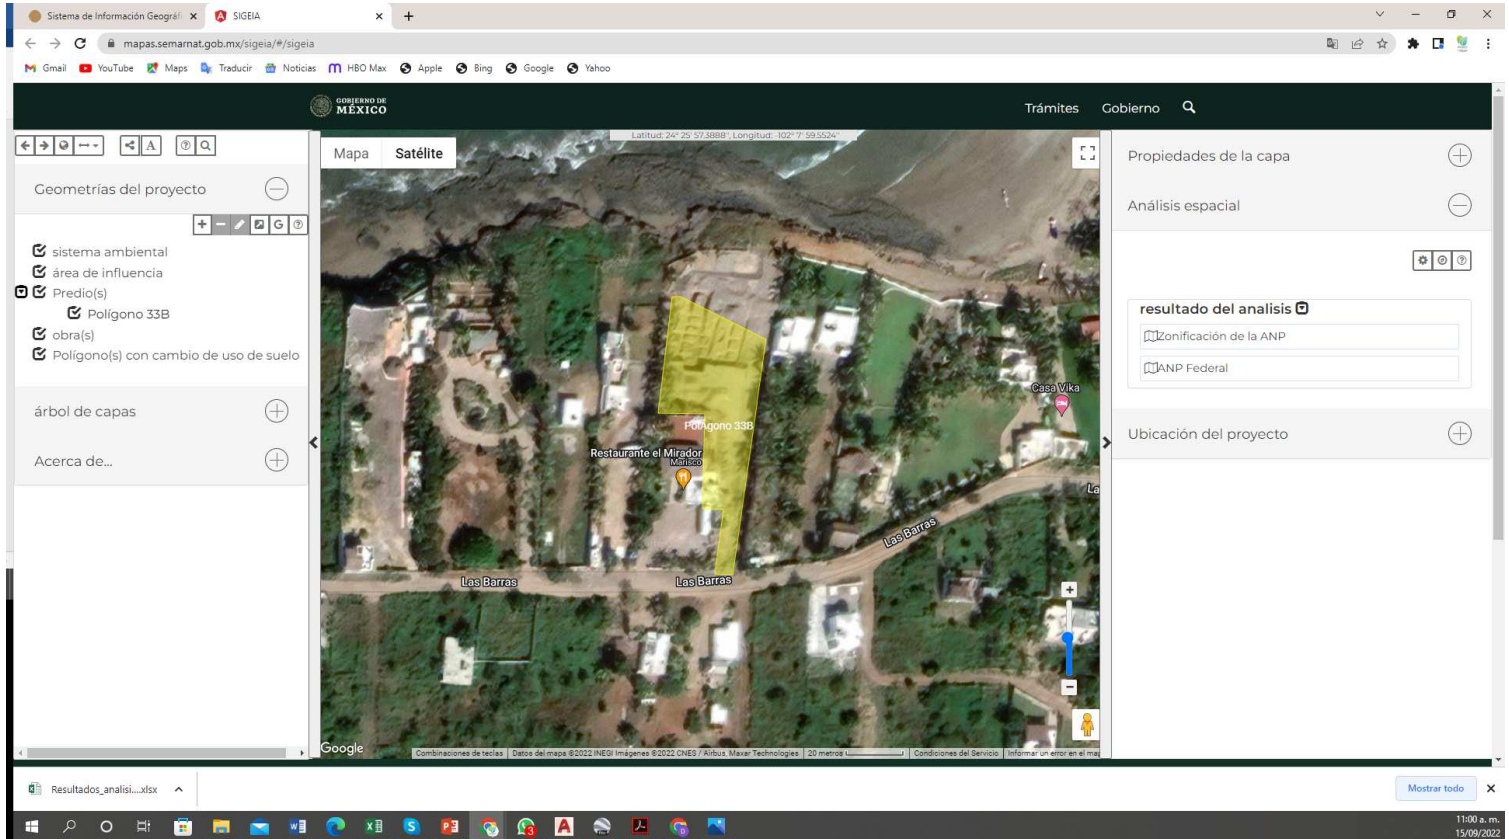 Sistema de Información Geográfi
SIGEIA
mapas.semarnat.gob.mx/sigeia/#/sigeia
Gmail YouTube Maps Traducir Noticias HBO Max Apple Bing Google Yahoo
GOBIERNO DE
MÉXICO
Trámites Gobierno
Geometrías del proyecto
sistema ambiental
área de influencia
Predio(s)
Polígono 33B
obra(s)
Polígono(s) con cambio de uso de suelo
árbol de capas
Acerca de...
Latitud: 24° 25' 57.3888", Longitud: -102° 7' 59.5524"
Mapa Satélite
Casa Vika
PolÃgono 33B
Restaurante el Mirador
Marisco
La
Las Barras
Las Barras
Las Barras
Google
Combinaciones de teclas Datos del mapa ©2022 INEGI Imágenes ©2022 CNES / Airbus, Maxar Technologies 20 metros Condiciones del Servicio Informar un error en el map
Propiedades de la capa
Análisis espacial
resultado del analisis
Zonificación de la ANP
ANP Federal
Ubicación del proyecto
Resultados_analisi....xlsx
Mostrar todo
11:00 a. m.
15/09/2022